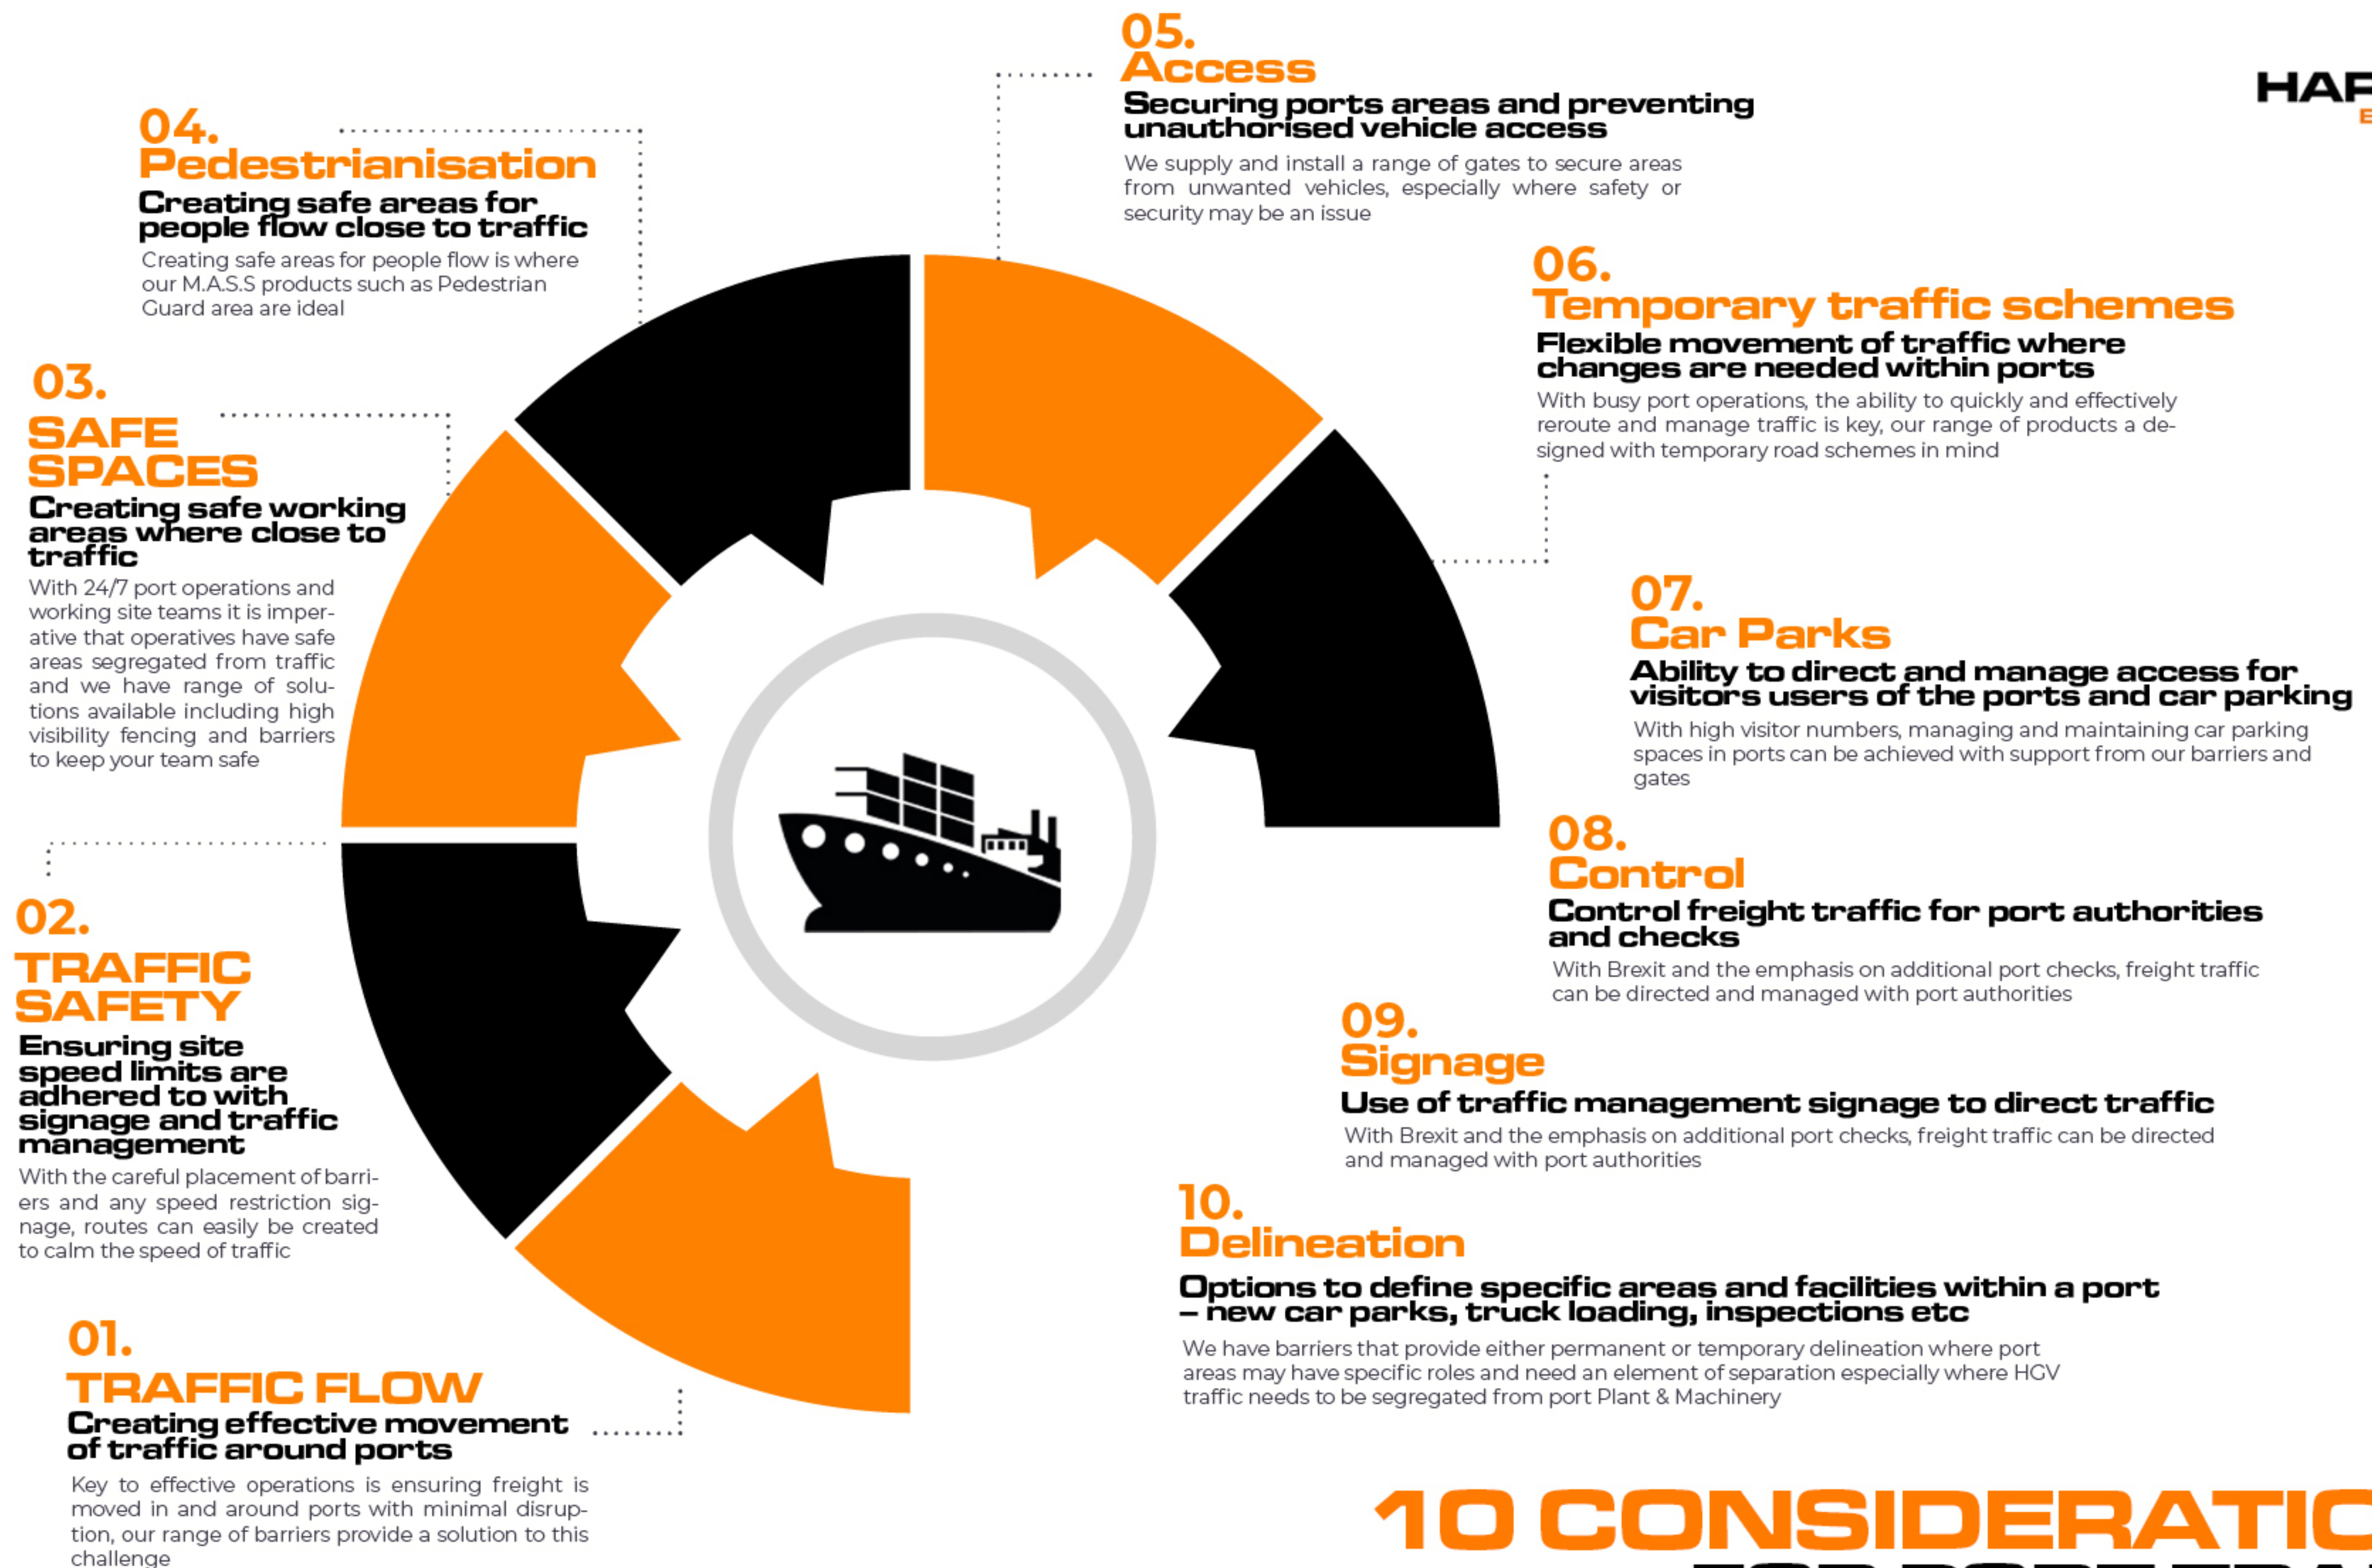 01.
TRAFFIC FLOW
Creating effective movement
of traffic around ports
Key to effective operations is ensuring freight is
moved in and around ports with minimal disrup-
tion, our range of barriers provide a solution to this
challenge
02.
TRAFFIC
SAFETY
Ensuring site
speed limits are
adhered to with
signage and traffic
management
With the careful placement of barri-
ers and any speed restriction sig-
nage, routes can easily be created
to calm the speed of traffic
03.
SAFE
SPACES
Creating safe working
areas where close to
traffic
With 24/7 port operations and
working site teams it is imper-
ative that operatives have safe
areas segregated from traffic
and we have range of solu-
tions available including high
visibility fencing and barriers
to keep your team safe
04.
Pedestrianisation
Creating safe areas for
people flow close to traffic
Creating safe areas for people flow is where
our M.A.S.S products such as Pedestrian
Guard area are ideal
05.
Access
Securing ports areas and preventing
unauthorised vehicle access
We supply and install a range of gates to secure areas
from unwanted vehicles, especially where safety or
security may be an issue
06.
Temporary traffic schemes
Flexible movement of traffic where
changes are needed within ports
With busy port operations, the ability to quickly and effectively
reroute and manage traffic is key, our range of products a de-
signed with temporary road schemes in mind
07.
Car Parks
Ability to direct and manage access for
visitors users of the ports and car parking
With high visitor numbers, managing and maintaining car parking
spaces in ports can be achieved with support from our barriers and
gates
08.
Control
Control freight traffic for port authorities
and checks
With Brexit and the emphasis on additional port checks, freight traffic
can be directed and managed with port authorities
09.
Signage
Use of traffic management signage to direct traffic
With Brexit and the emphasis on additional port checks, freight traffic can be directed
and managed with port authorities
10.
Delineation
Options to define specific areas and facilities within a port
– new car parks, truck loading, inspections etc
We have barriers that provide either permanent or temporary delineation where port
areas may have specific roles and need an element of separation especially where HGV
traffic needs to be segregated from port Plant & Machinery
10